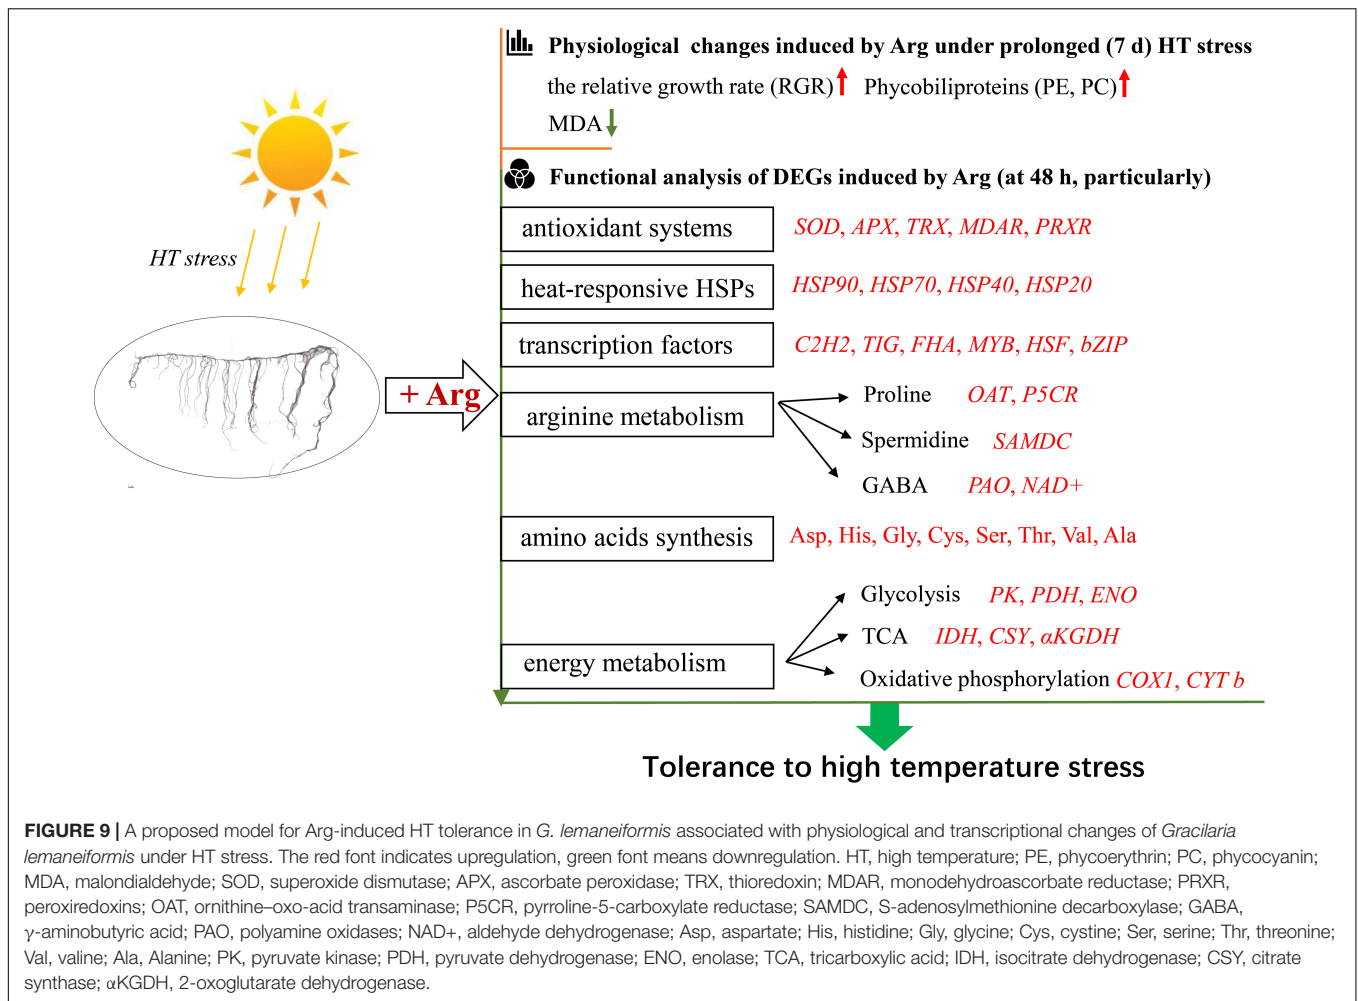 Physiological changes induced by Arg under prolonged (7 d) HT stress
the relative growth rate (RGR) Phycobiliproteins (PE, PC)
MDA
Functional analysis of DEGs induced by Arg (at 48 h, particularly)
HT stress
+ Arg
antioxidant systems SOD, APX, TRX, MDAR, PRXR
heat-responsive HSPs HSP90, HSP70, HSP40, HSP20
transcription factors C2H2, TIG, FHA, MYB, HSF, bZIP
arginine metabolism
Proline OAT, P5CR
Spermidine SAMDC
GABA PAO, NAD+
amino acids synthesis Asp, His, Gly, Cys, Ser, Thr, Val, Ala
energy metabolism
Glycolysis PK, PDH, ENO
TCA IDH, CSY, αKGDH
Oxidative phosphorylation COX1, CYT b
Tolerance to high temperature stress
FIGURE 9 | A proposed model for Arg-induced HT tolerance in G. lemaneiformis associated with physiological and transcriptional changes of Gracilaria
lemaneiformis under HT stress. The red font indicates upregulation, green font means downregulation. HT, high temperature; PE, phycoerythrin; PC, phycocyanin;
MDA, malondialdehyde; SOD, superoxide dismutase; APX, ascorbate peroxidase; TRX, thioredoxin; MDAR, monodehydroascorbate reductase; PRXR,
peroxiredoxins; OAT, ornithine–oxo-acid transaminase; P5CR, pyrroline-5-carboxylate reductase; SAMDC, S-adenosylmethionine decarboxylase; GABA,
γ-aminobutyric acid; PAO, polyamine oxidases; NAD+, aldehyde dehydrogenase; Asp, aspartate; His, histidine; Gly, glycine; Cys, cystine; Ser, serine; Thr, threonine;
Val, valine; Ala, Alanine; PK, pyruvate kinase; PDH, pyruvate dehydrogenase; ENO, enolase; TCA, tricarboxylic acid; IDH, isocitrate dehydrogenase; CSY, citrate
synthase; αKGDH, 2-oxoglutarate dehydrogenase.